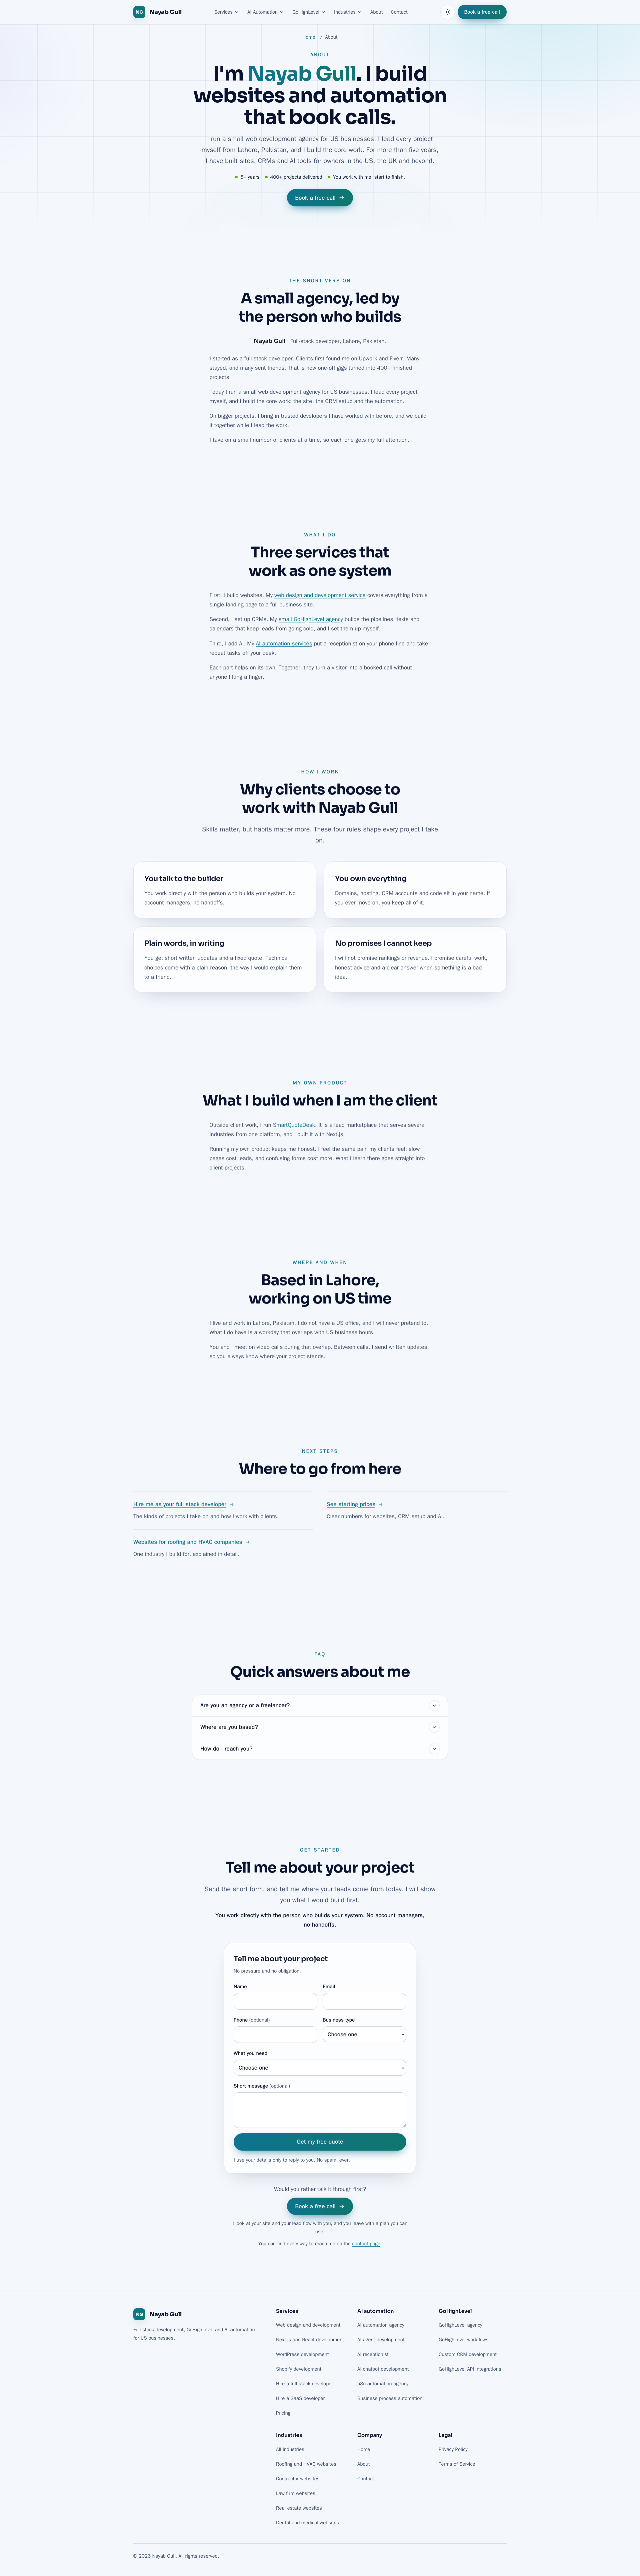 NG Nayab Gull Services AI Automation GoHighLevel Industries About Contact Book a free call
Home / About
ABOUT
I'm Nayab Gull. I build
websites and automation
that book calls.
I run a small web development agency for US businesses. I lead every project
myself from Lahore, Pakistan, and I build the core work. For more than five years,
I have built sites, CRMs and AI tools for owners in the US, the UK and beyond.
5+ years 400+ projects delivered You work with me, start to finish.
Book a free call
THE SHORT VERSION
A small agency, led by
the person who builds
Nayab Gull Full-stack developer, Lahore, Pakistan.
I started as a full-stack developer. Clients first found me on Upwork and Fiverr. Many
stayed, and many sent friends. That is how one-off gigs turned into 400+ finished
projects.
Today I run a small web development agency for US businesses. I lead every project
myself, and I build the core work: the site, the CRM setup and the automation.
On bigger projects, I bring in trusted developers I have worked with before, and we build
it together while I lead the work.
I take on a small number of clients at a time, so each one gets my full attention.
WHAT I DO
Three services that
work as one system
First, I build websites. My web design and development service covers everything from a
single landing page to a full business site.
Second, I set up CRMs. My small GoHighLevel agency builds the pipelines, texts and
calendars that keep leads from going cold, and I set them up myself.
Third, I add AI. My AI automation services put a receptionist on your phone line and take
repeat tasks off your desk.
Each part helps on its own. Together, they turn a visitor into a booked call without
anyone lifting a finger.
HOW I WORK
Why clients choose to
work with Nayab Gull
Skills matter, but habits matter more. These four rules shape every project I take
on.
You talk to the builder
You work directly with the person who builds your system. No
account managers, no handoffs.
You own everything
Domains, hosting, CRM accounts and code sit in your name. If
you ever move on, you keep all of it.
Plain words, in writing
You get short written updates and a fixed quote. Technical
choices come with a plain reason, the way I would explain them
to a friend.
No promises I cannot keep
I will not promise rankings or revenue. I promise careful work,
honest advice and a clear answer when something is a bad
idea.
MY OWN PRODUCT
What I build when I am the client
Outside client work, I run SmartQuoteDesk. It is a lead marketplace that serves several
industries from one platform, and I built it with Next.js.
Running my own product keeps me honest. I feel the same pain my clients feel: slow
pages cost leads, and confusing forms cost more. What I learn there goes straight into
client projects.
WHERE AND WHEN
Based in Lahore,
working on US time
I live and work in Lahore, Pakistan. I do not have a US office, and I will never pretend to.
What I do have is a workday that overlaps with US business hours.
You and I meet on video calls during that overlap. Between calls, I send written updates,
so you always know where your project stands.
NEXT STEPS
Where to go from here
Hire me as your full stack developer
The kinds of projects I take on and how I work with clients.
See starting prices
Clear numbers for websites, CRM setup and AI.
Websites for roofing and HVAC companies
One industry I build for, explained in detail.
FAQ
Quick answers about me
Are you an agency or a freelancer?
Where are you based?
How do I reach you?
GET STARTED
Tell me about your project
Send the short form, and tell me where your leads come from today. I will show
you what I would build first.
You work directly with the person who builds your system. No account managers,
no handoffs.
Tell me about your project
No pressure and no obligation.
Name Email
Phone (optional) Business type
Choose one
What you need
Choose one
Short message (optional)
Get my free quote
I use your details only to reply to you. No spam, ever.
Would you rather talk it through first?
Book a free call
I look at your site and your lead flow with you, and you leave with a plan you can
use.
You can find every way to reach me on the contact page.
NG Nayab Gull
Full-stack development, GoHighLevel and AI automation
for US businesses.
Services
Web design and development
Next.js and React development
WordPress development
Shopify development
Hire a full stack developer
Hire a SaaS developer
Pricing
AI automation
AI automation agency
AI agent development
AI receptionist
AI chatbot development
n8n automation agency
Business process automation
GoHighLevel
GoHighLevel agency
GoHighLevel workflows
Custom CRM development
GoHighLevel API integrations
Industries
All industries
Roofing and HVAC websites
Contractor websites
Law firm websites
Real estate websites
Dental and medical websites
Company
Home
About
Contact
Legal
Privacy Policy
Terms of Service
© 2026 Nayab Gull. All rights reserved.